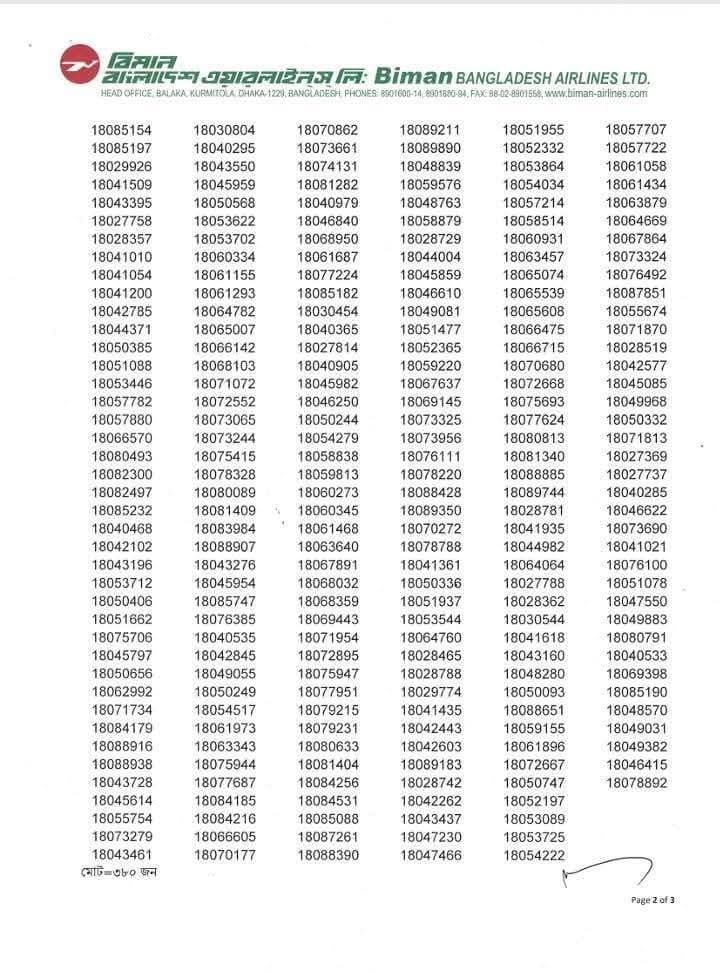 বিমান
বাংলাদেশ এয়ারলাইন্স্ লি: Biman BANGLADESH AIRLINES LTD.
HEAD OFFICE, BALAKA, KURMITOLA, DHAKA-1229, BANGLADESH, PHONES: 8901600-14, 8901680-94, FAX: 88-02-8901558, www.biman-airlines.com
18085154 18030804 18070862 18089211 18051955 18057707
18085197 18040295 18073661 18089890 18052332 18057722
18029926 18043550 18074131 18048839 18053864 18061058
18041509 18045959 18081282 18059576 18054034 18061434
18043395 18050568 18040979 18048763 18057214 18063879
18027758 18053622 18046840 18058879 18058514 18064669
18028357 18053702 18068950 18028729 18060931 18067864
18041010 18060334 18061687 18044004 18063457 18073324
18041054 18061155 18077224 18045859 18065074 18076492
18041200 18061293 18085182 18046610 18065539 18087851
18042785 18064782 18030454 18049081 18065608 18055674
18044371 18065007 18040365 18051477 18066475 18071870
18050385 18066142 18027814 18052365 18066715 18028519
18051088 18068103 18040905 18059220 18070680 18042577
18053446 18071072 18045982 18067637 18072668 18045085
18057782 18072552 18046250 18069145 18075693 18049968
18057880 18073065 18050244 18073325 18077624 18050332
18066570 18073244 18054279 18073956 18080813 18071813
18080493 18075415 18058838 18076111 18081340 18027369
18082300 18078328 18059813 18078220 18088885 18027737
18082497 18080089 18060273 18088428 18089744 18040285
18085232 18081409 18060345 18089350 18028781 18046622
18040468 18083984 18061468 18070272 18041935 18073690
18042102 18088907 18063640 18078788 18044982 18041021
18043196 18043276 18067891 18041361 18064064 18076100
18053712 18045954 18068032 18050336 18027788 18051078
18050406 18085747 18068359 18051937 18028362 18047550
18051662 18076385 18069443 18053544 18030544 18049883
18075706 18040535 18071954 18064760 18041618 18080791
18045797 18042845 18072895 18028465 18043160 18040533
18050656 18049055 18075947 18028788 18048280 18069398
18062992 18050249 18077951 18029774 18050093 18085190
18071734 18054517 18079215 18041435 18088651 18048570
18084179 18061973 18079231 18042443 18059155 18049031
18088916 18063343 18080633 18042603 18061896 18049382
18088938 18075944 18081404 18089183 18072667 18046415
18043728 18077687 18084256 18028742 18050747 18078892
18045614 18084185 18084531 18042262 18052197
18055754 18084216 18085088 18043437 18053089
18073279 18066605 18087261 18047230 18053725
18043461 18070177 18088390 18047466 18054222
মোট=৩৮০ জন
Page 2 of 3